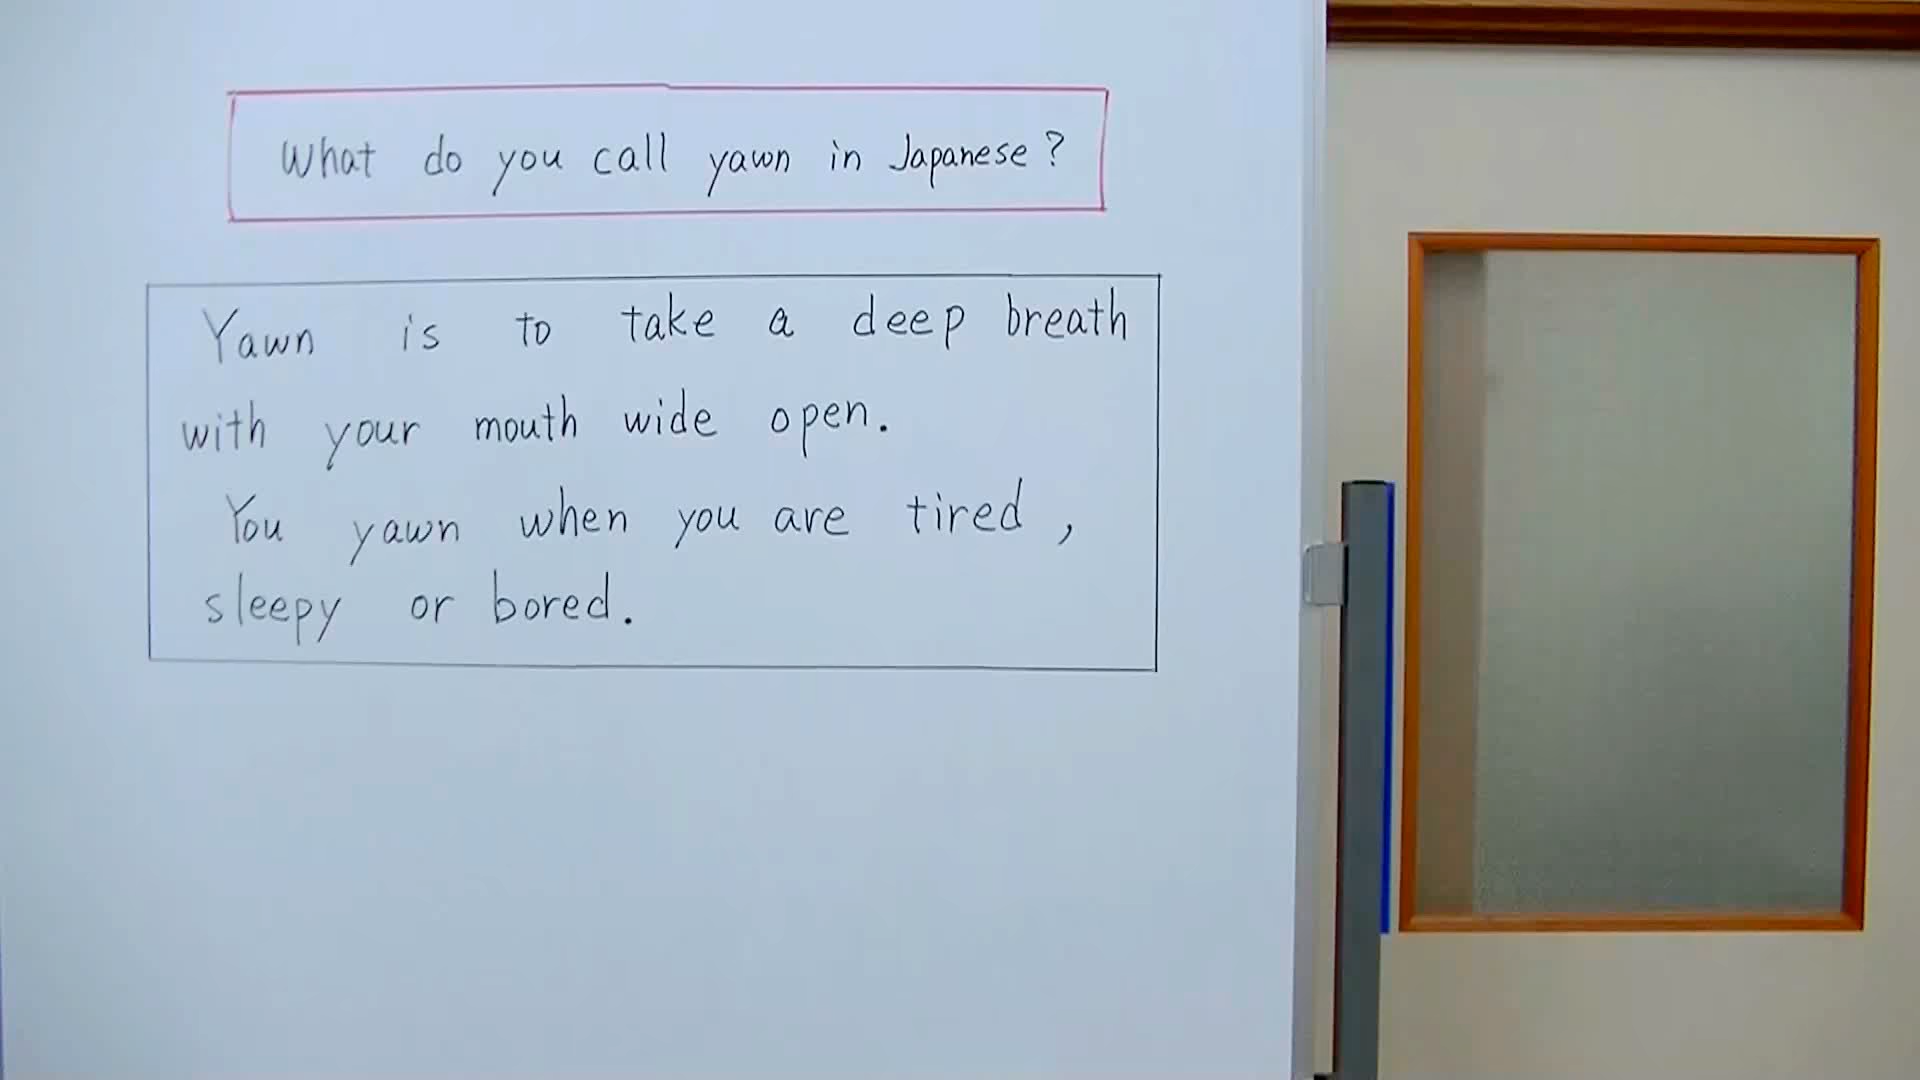 What do you call yawn in Japanese?
Yawn is to take a deep breath
with your mouth wide open.
You yawn when you are tired,
sleepy or bored.